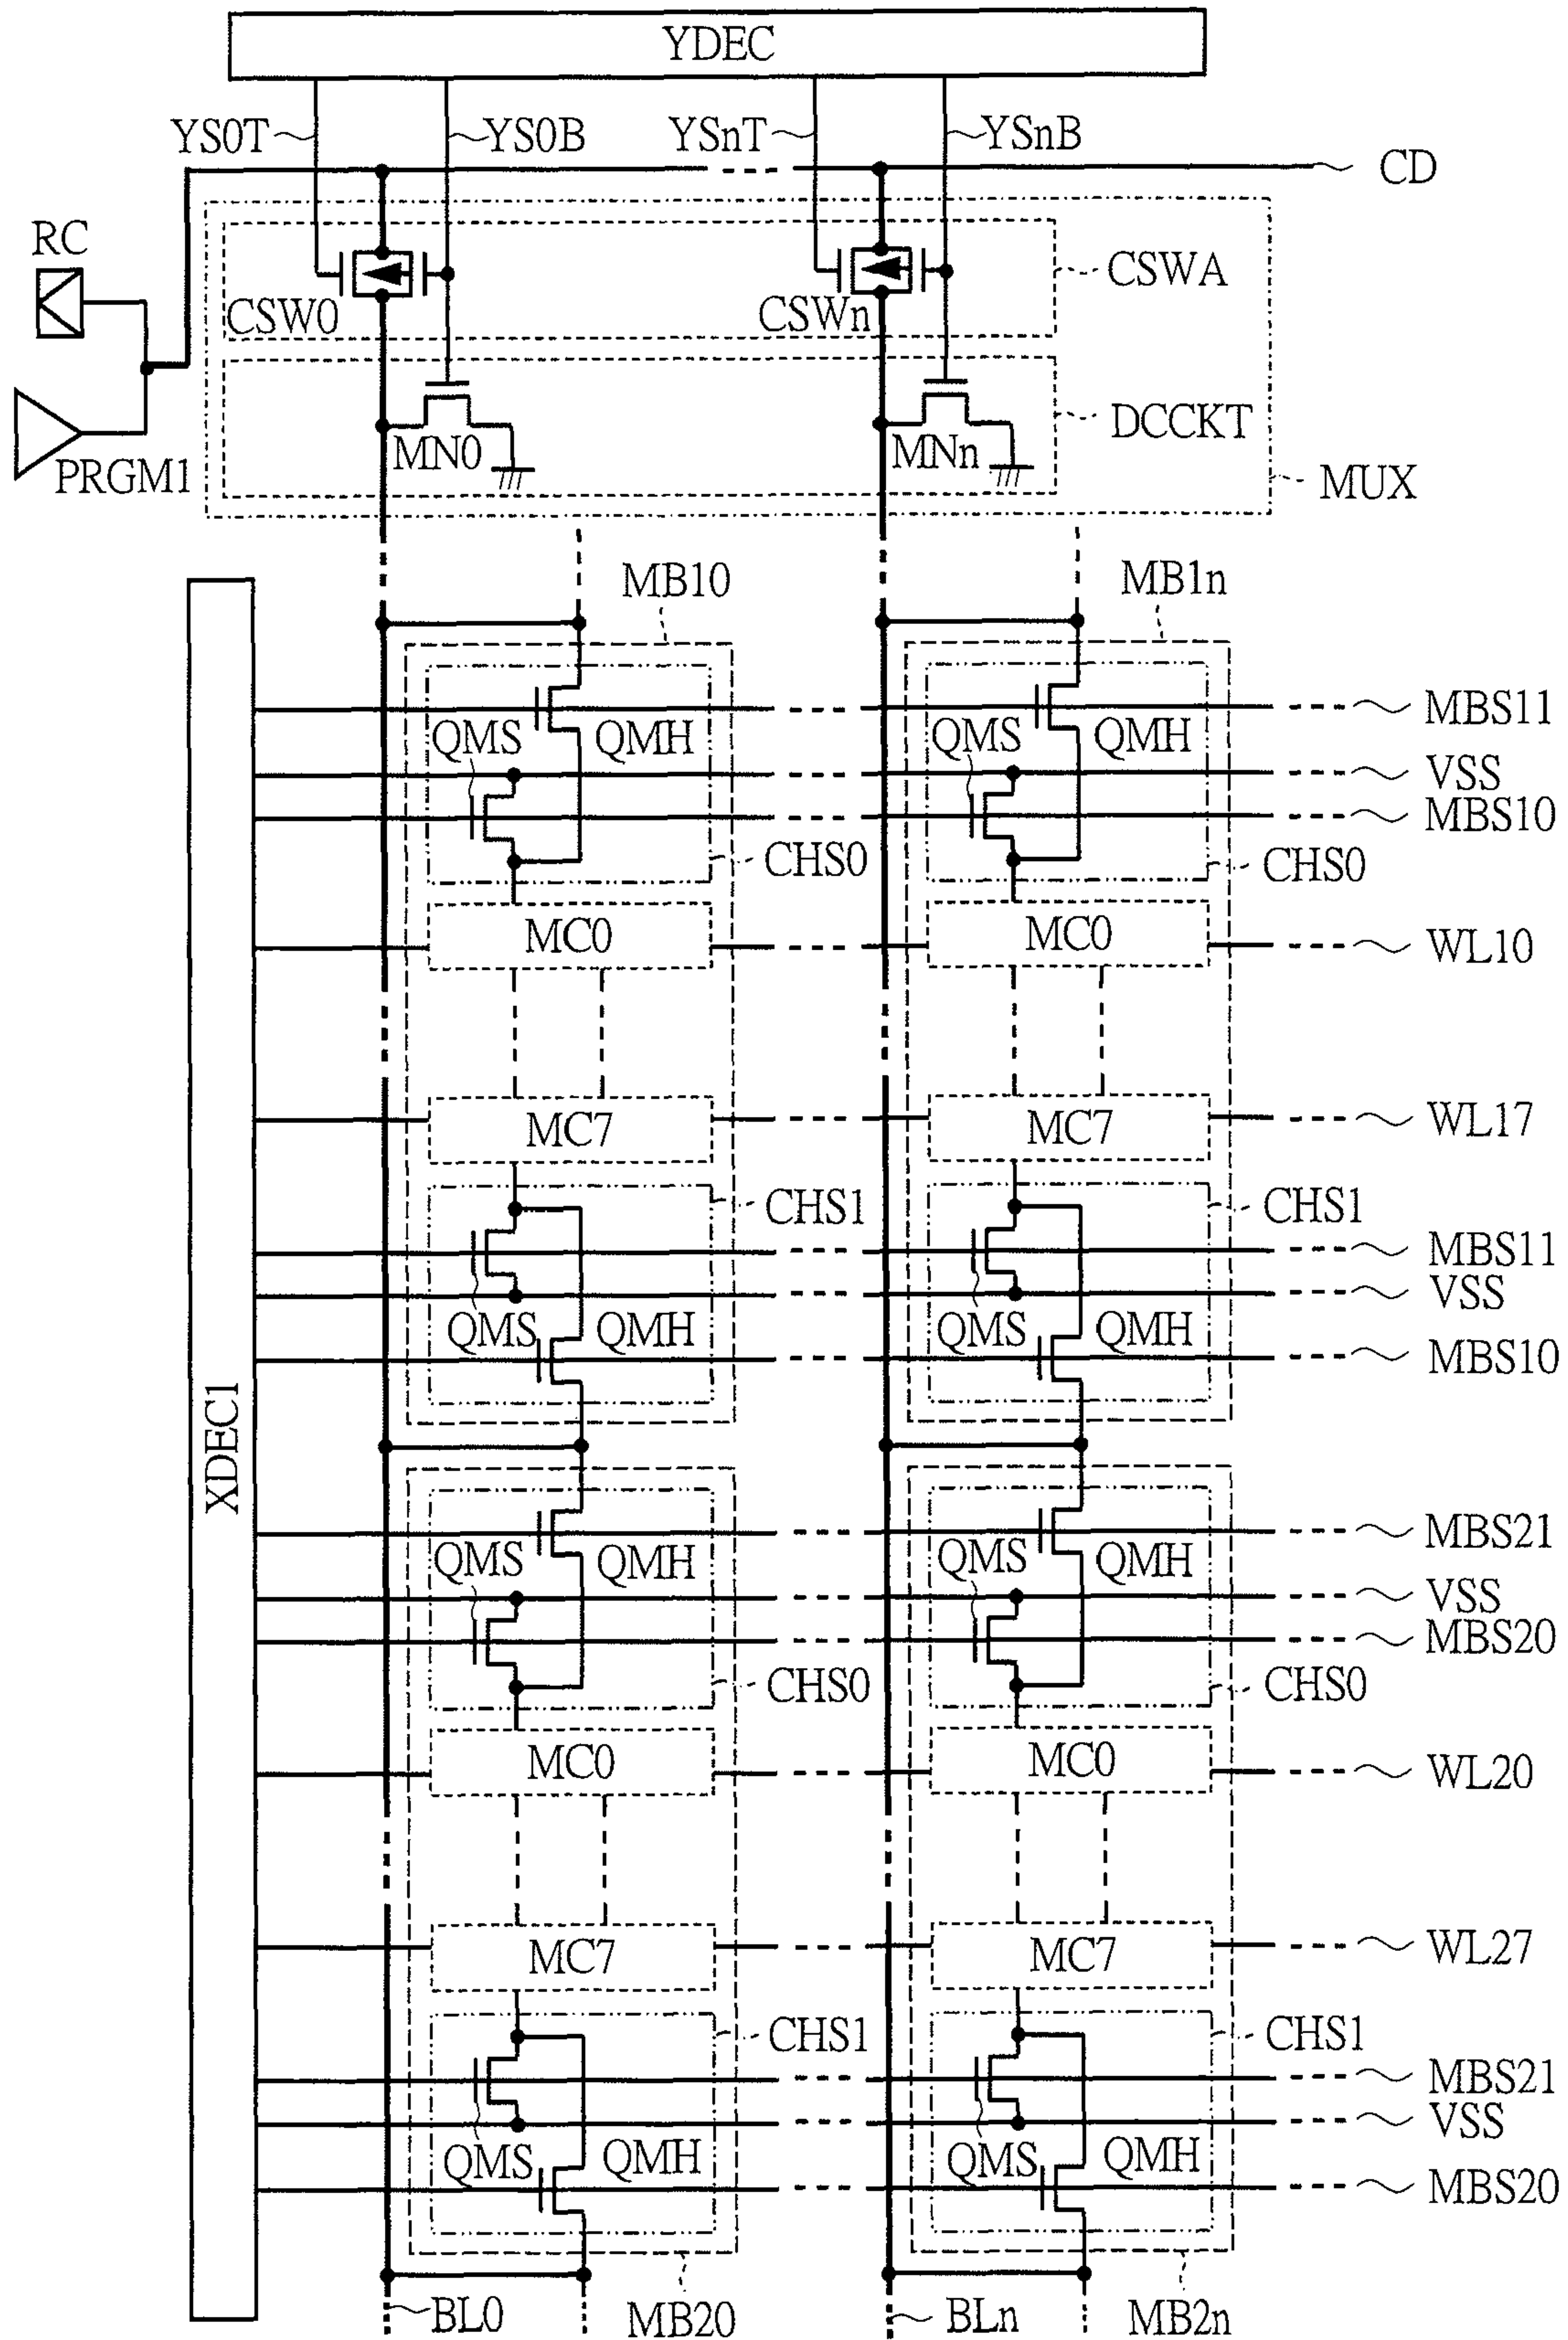 YDEC
YS0T YS0B YSnT YSnB
CD
RC
CSW0 CSWn CSWA
MN0 MNn DCCKT
PRGM1 MUX
MB10 MB1n
QMS QMH QMS QMH MBS11
VSS
MBS10
CHS0 CHS0
MC0 MC0 WL10
MC7 MC7 WL17
CHS1 CHS1
MBS11
VSS
QMS QMH QMS QMH
MBS10
XDEC1
QMS QMH QMS QMH MBS21
VSS
MBS20
CHS0 CHS0
MC0 MC0 WL20
MC7 MC7 WL27
CHS1 CHS1
MBS21
VSS
QMS QMH QMS QMH
MBS20
BL0 MB20 BLn MB2n